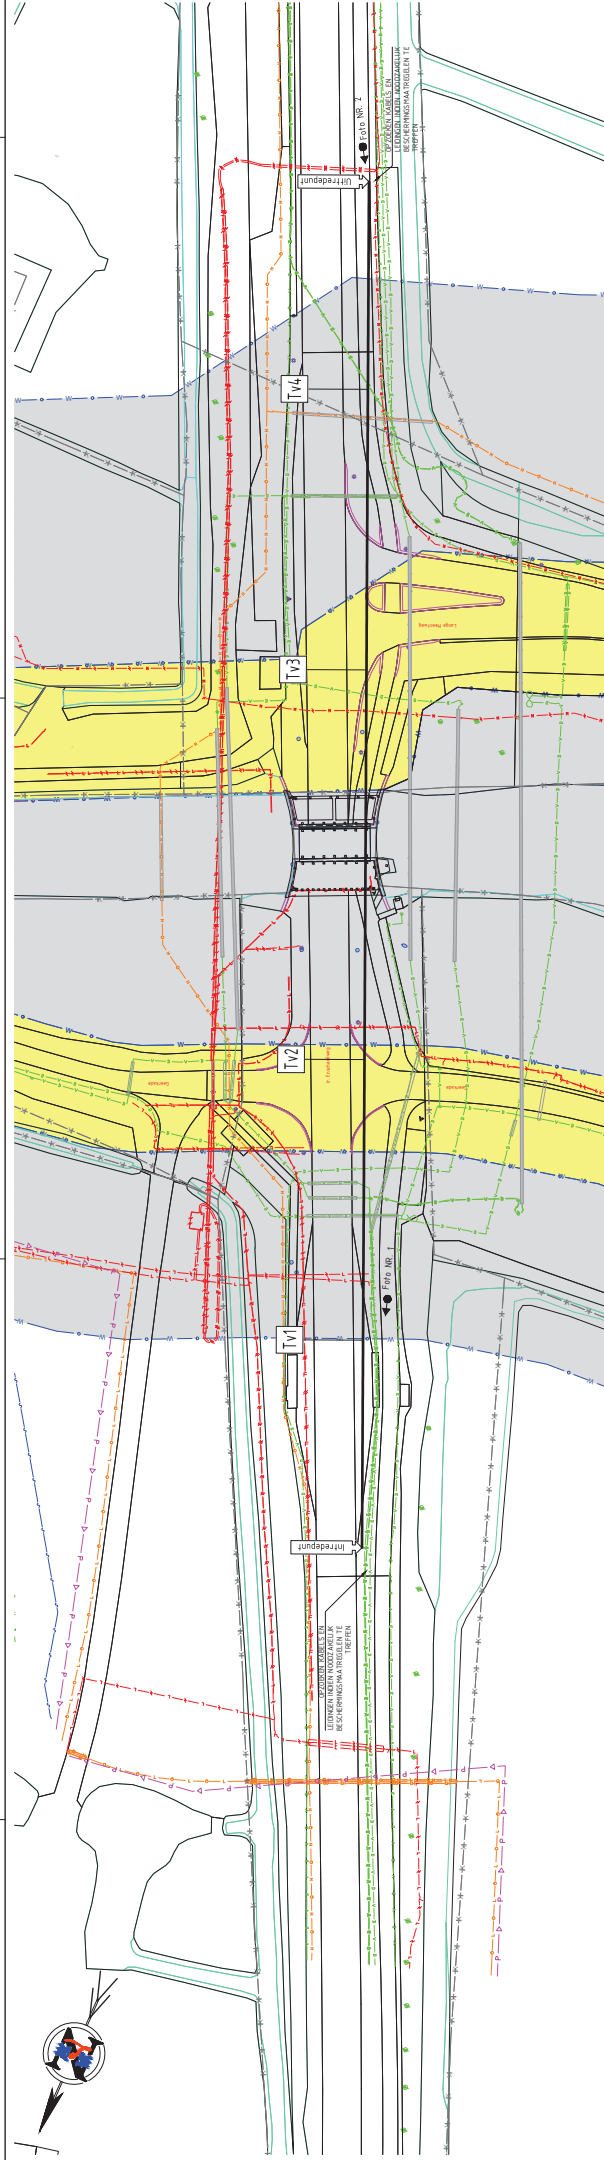 Foto NR. 2
OPZOEKEN KABELS EN
LEIDINGEN INDIEN NOODZAKELIJK
BESCHERMINGSMAATREGELEN TE
TREFFEN
Uittredepunt
Tv4
Tv3
Tv2
Foto NR. 1
Tv1
Intredepunt
OPZOEKEN KABELS EN
LEIDINGEN INDIEN NOODZAKELIJK
BESCHERMINGSMAATREGELEN TE
TREFFEN